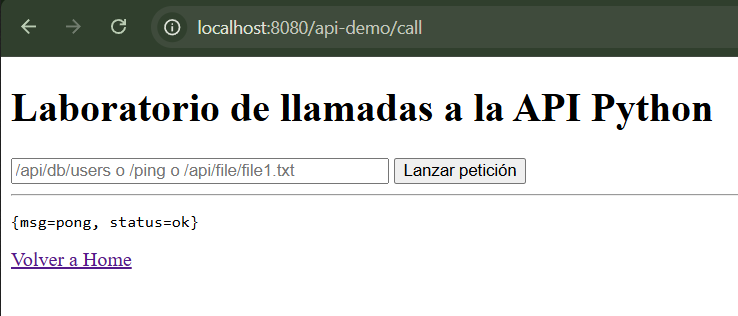 localhost:8080/api-demo/call
Laboratorio de llamadas a la API Python
/api/db/users o /ping o /api/file/file1.txt Lanzar petición
{msg=pong, status=ok}
Volver a Home